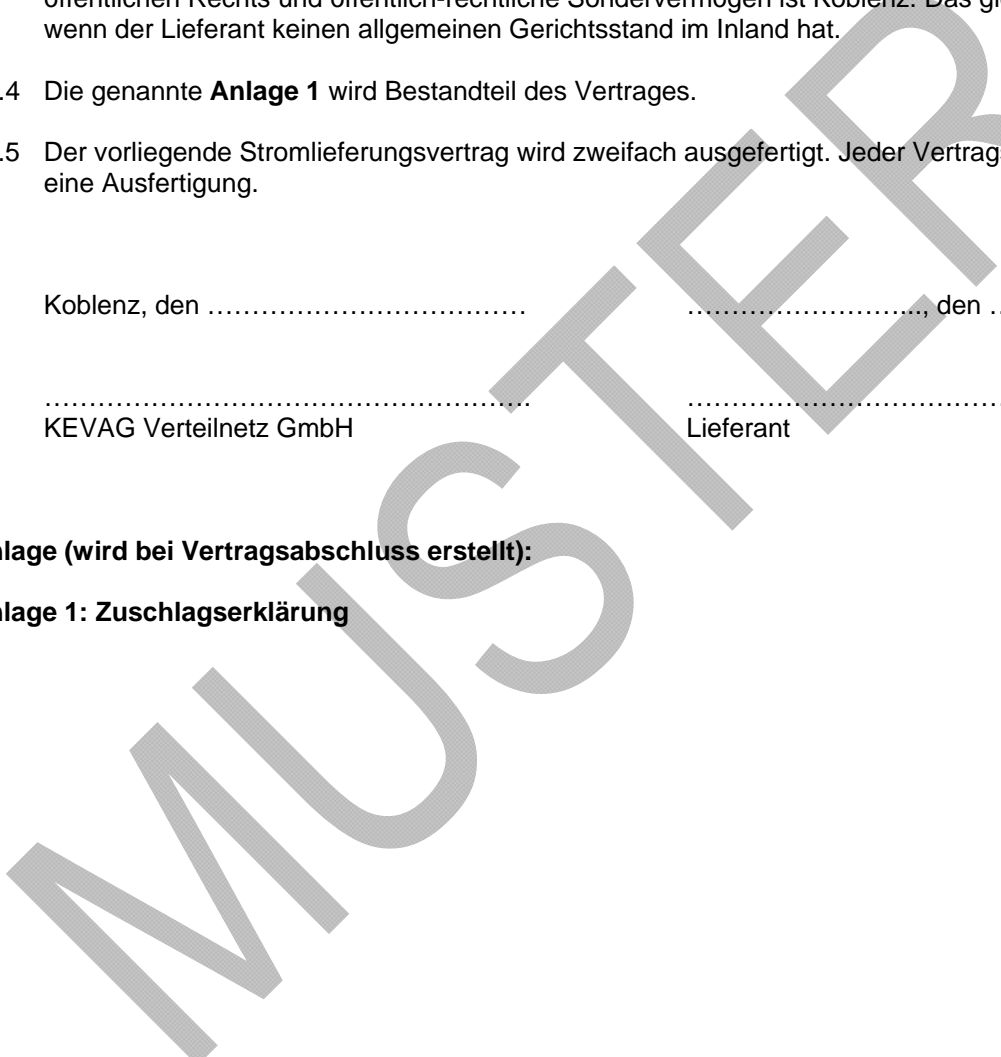 öffentlichen Rechts und öffentlich-rechtliche Sondervermögen ist Koblenz. Das
wenn der Lieferant keinen allgemeinen Gerichtsstand im Inland hat.
.4 Die genannte Anlage 1 wird Bestandteil des Vertrages.
.5 Der vorliegende Stromlieferungsvertrag wird zweifach ausgefertigt. Jeder
eine Ausfertigung.
Koblenz, den ……………………………… ……………………..., den …
………………………………………………. ………………………………
KEVAG Verteilnetz GmbH Lieferant
nlage (wird bei Vertragsabschluss erstellt):
nlage 1: Zuschlagserklärung
MUSTER